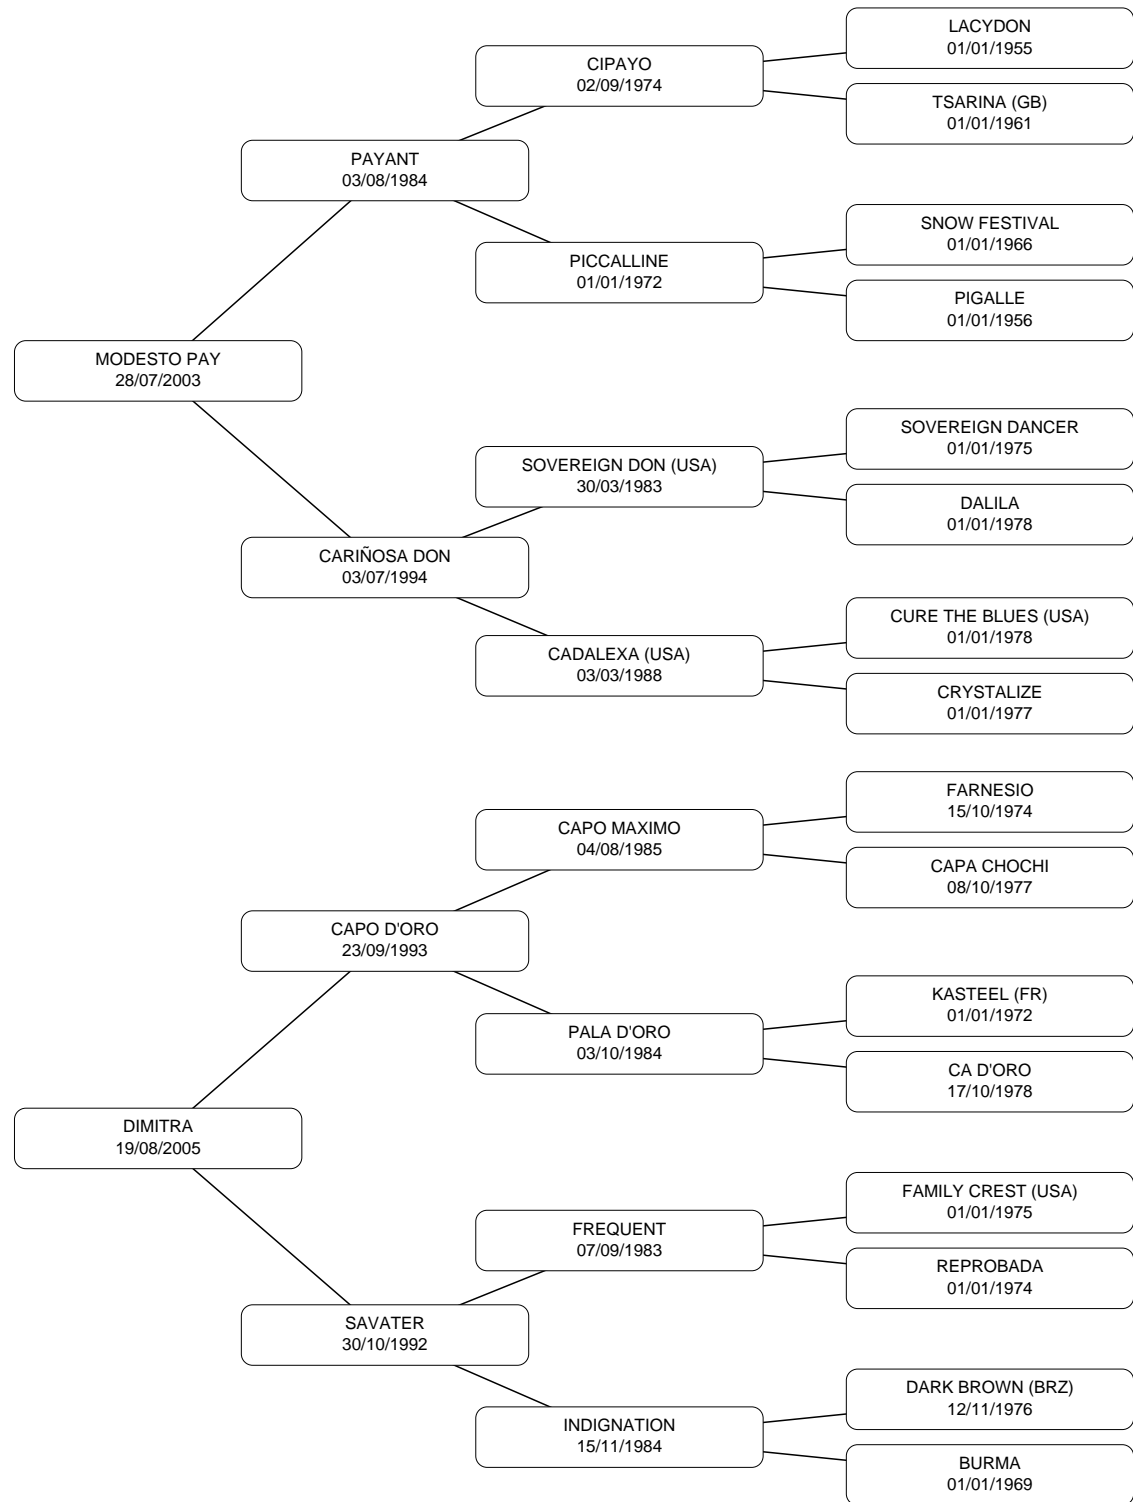 LACYDON
01/01/1955
CIPAYO
02/09/1974
TSARINA (GB)
01/01/1961
PAYANT
03/08/1984
SNOW FESTIVAL
01/01/1966
PICCALLINE
01/01/1972
PIGALLE
01/01/1956
MODESTO PAY
28/07/2003
SOVEREIGN DANCER
01/01/1975
SOVEREIGN DON (USA)
30/03/1983
DALILA
01/01/1978
CARIÑOSA DON
03/07/1994
CURE THE BLUES (USA)
01/01/1978
CADALEXA (USA)
03/03/1988
CRYSTALIZE
01/01/1977
FARNESIO
15/10/1974
CAPO MAXIMO
04/08/1985
CAPA CHOCHI
08/10/1977
CAPO D'ORO
23/09/1993
KASTEEL (FR)
01/01/1972
PALA D'ORO
03/10/1984
CA D'ORO
17/10/1978
DIMITRA
19/08/2005
FAMILY CREST (USA)
01/01/1975
FREQUENT
07/09/1983
REPROBADA
01/01/1974
SAVATER
30/10/1992
DARK BROWN (BRZ)
12/11/1976
INDIGNATION
15/11/1984
BURMA
01/01/1969